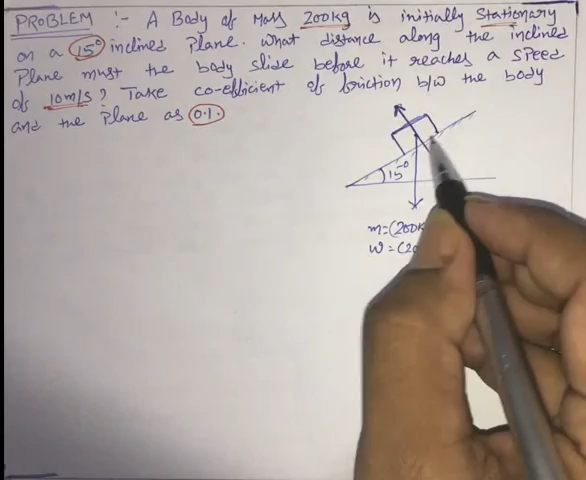 PROBLEM :- A Body of Mass 200kg is initially Stationary
on a 15° inclined Plane. What distance along the inclined
Plane must the body slide before it reaches a speed
of 10m/s? Take co-efficient of friction b/w the body
and the Plane as 0.1.
15°
m=(200K
W=(20